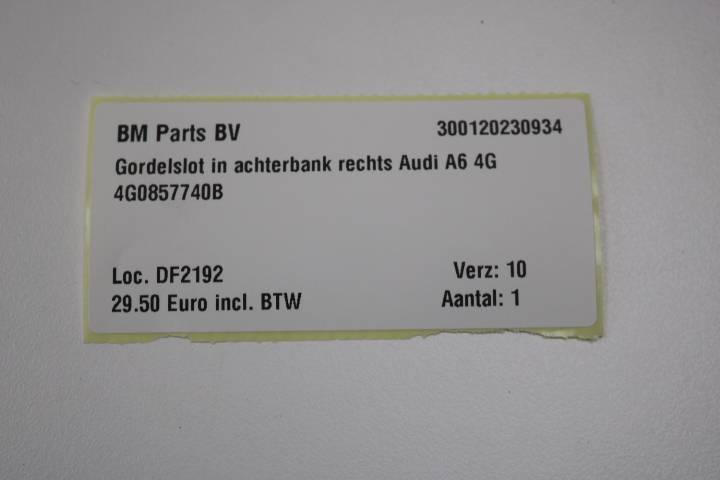 BM Parts BV 300120230934
Gordelslot in achterbank rechts Audi A6 4G
4G0857740B
Loc. DF2192 Verz: 10
29.50 Euro incl. BTW Aantal: 1